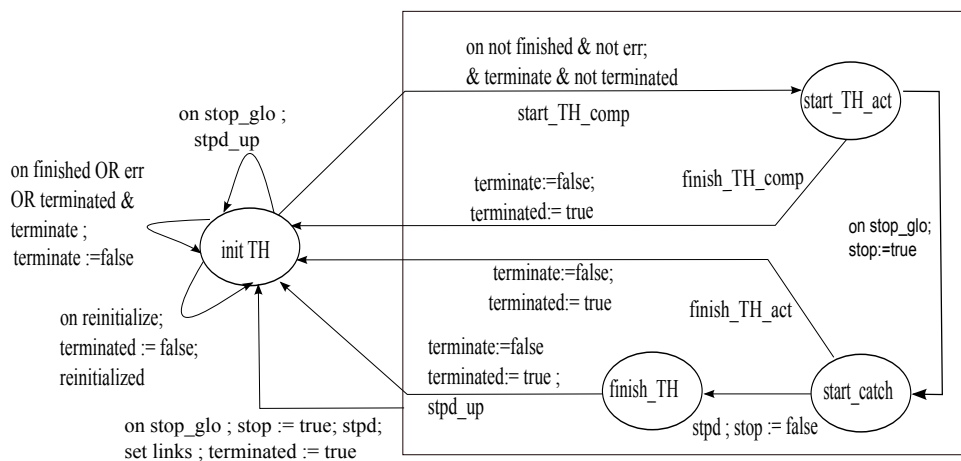 on not finished & not err;
& terminate & not terminated
start_TH_comp
start_TH_act
on stop_glo ;
stpd_up
on finished OR err
OR terminated &
terminate ;
terminate :=false
init TH
terminate:=false;
terminated:= true
finish_TH_comp
on stop_glo;
stop:=true
terminate:=false;
terminated:= true
finish_TH_act
on reinitialize;
terminated := false;
reinitialized
terminate:=false
terminated:= true ;
stpd_up
finish_TH
start_catch
stpd ; stop := false
on stop_glo ; stop := true; stpd;
set links ; terminated := true